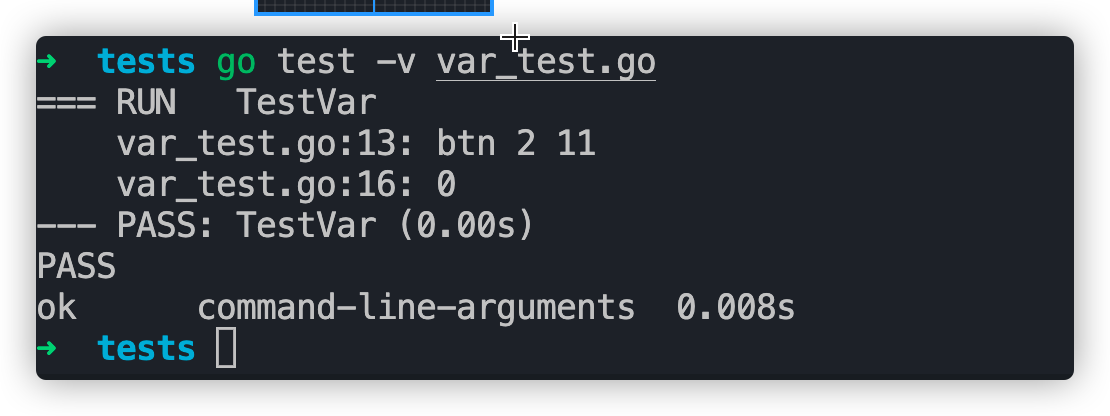 ➜  tests go test -v var_test.go
=== RUN   TestVar
    var_test.go:13: btn 2 11
    var_test.go:16: 0
--- PASS: TestVar (0.00s)
PASS
ok      command-line-arguments  0.008s
➜  tests